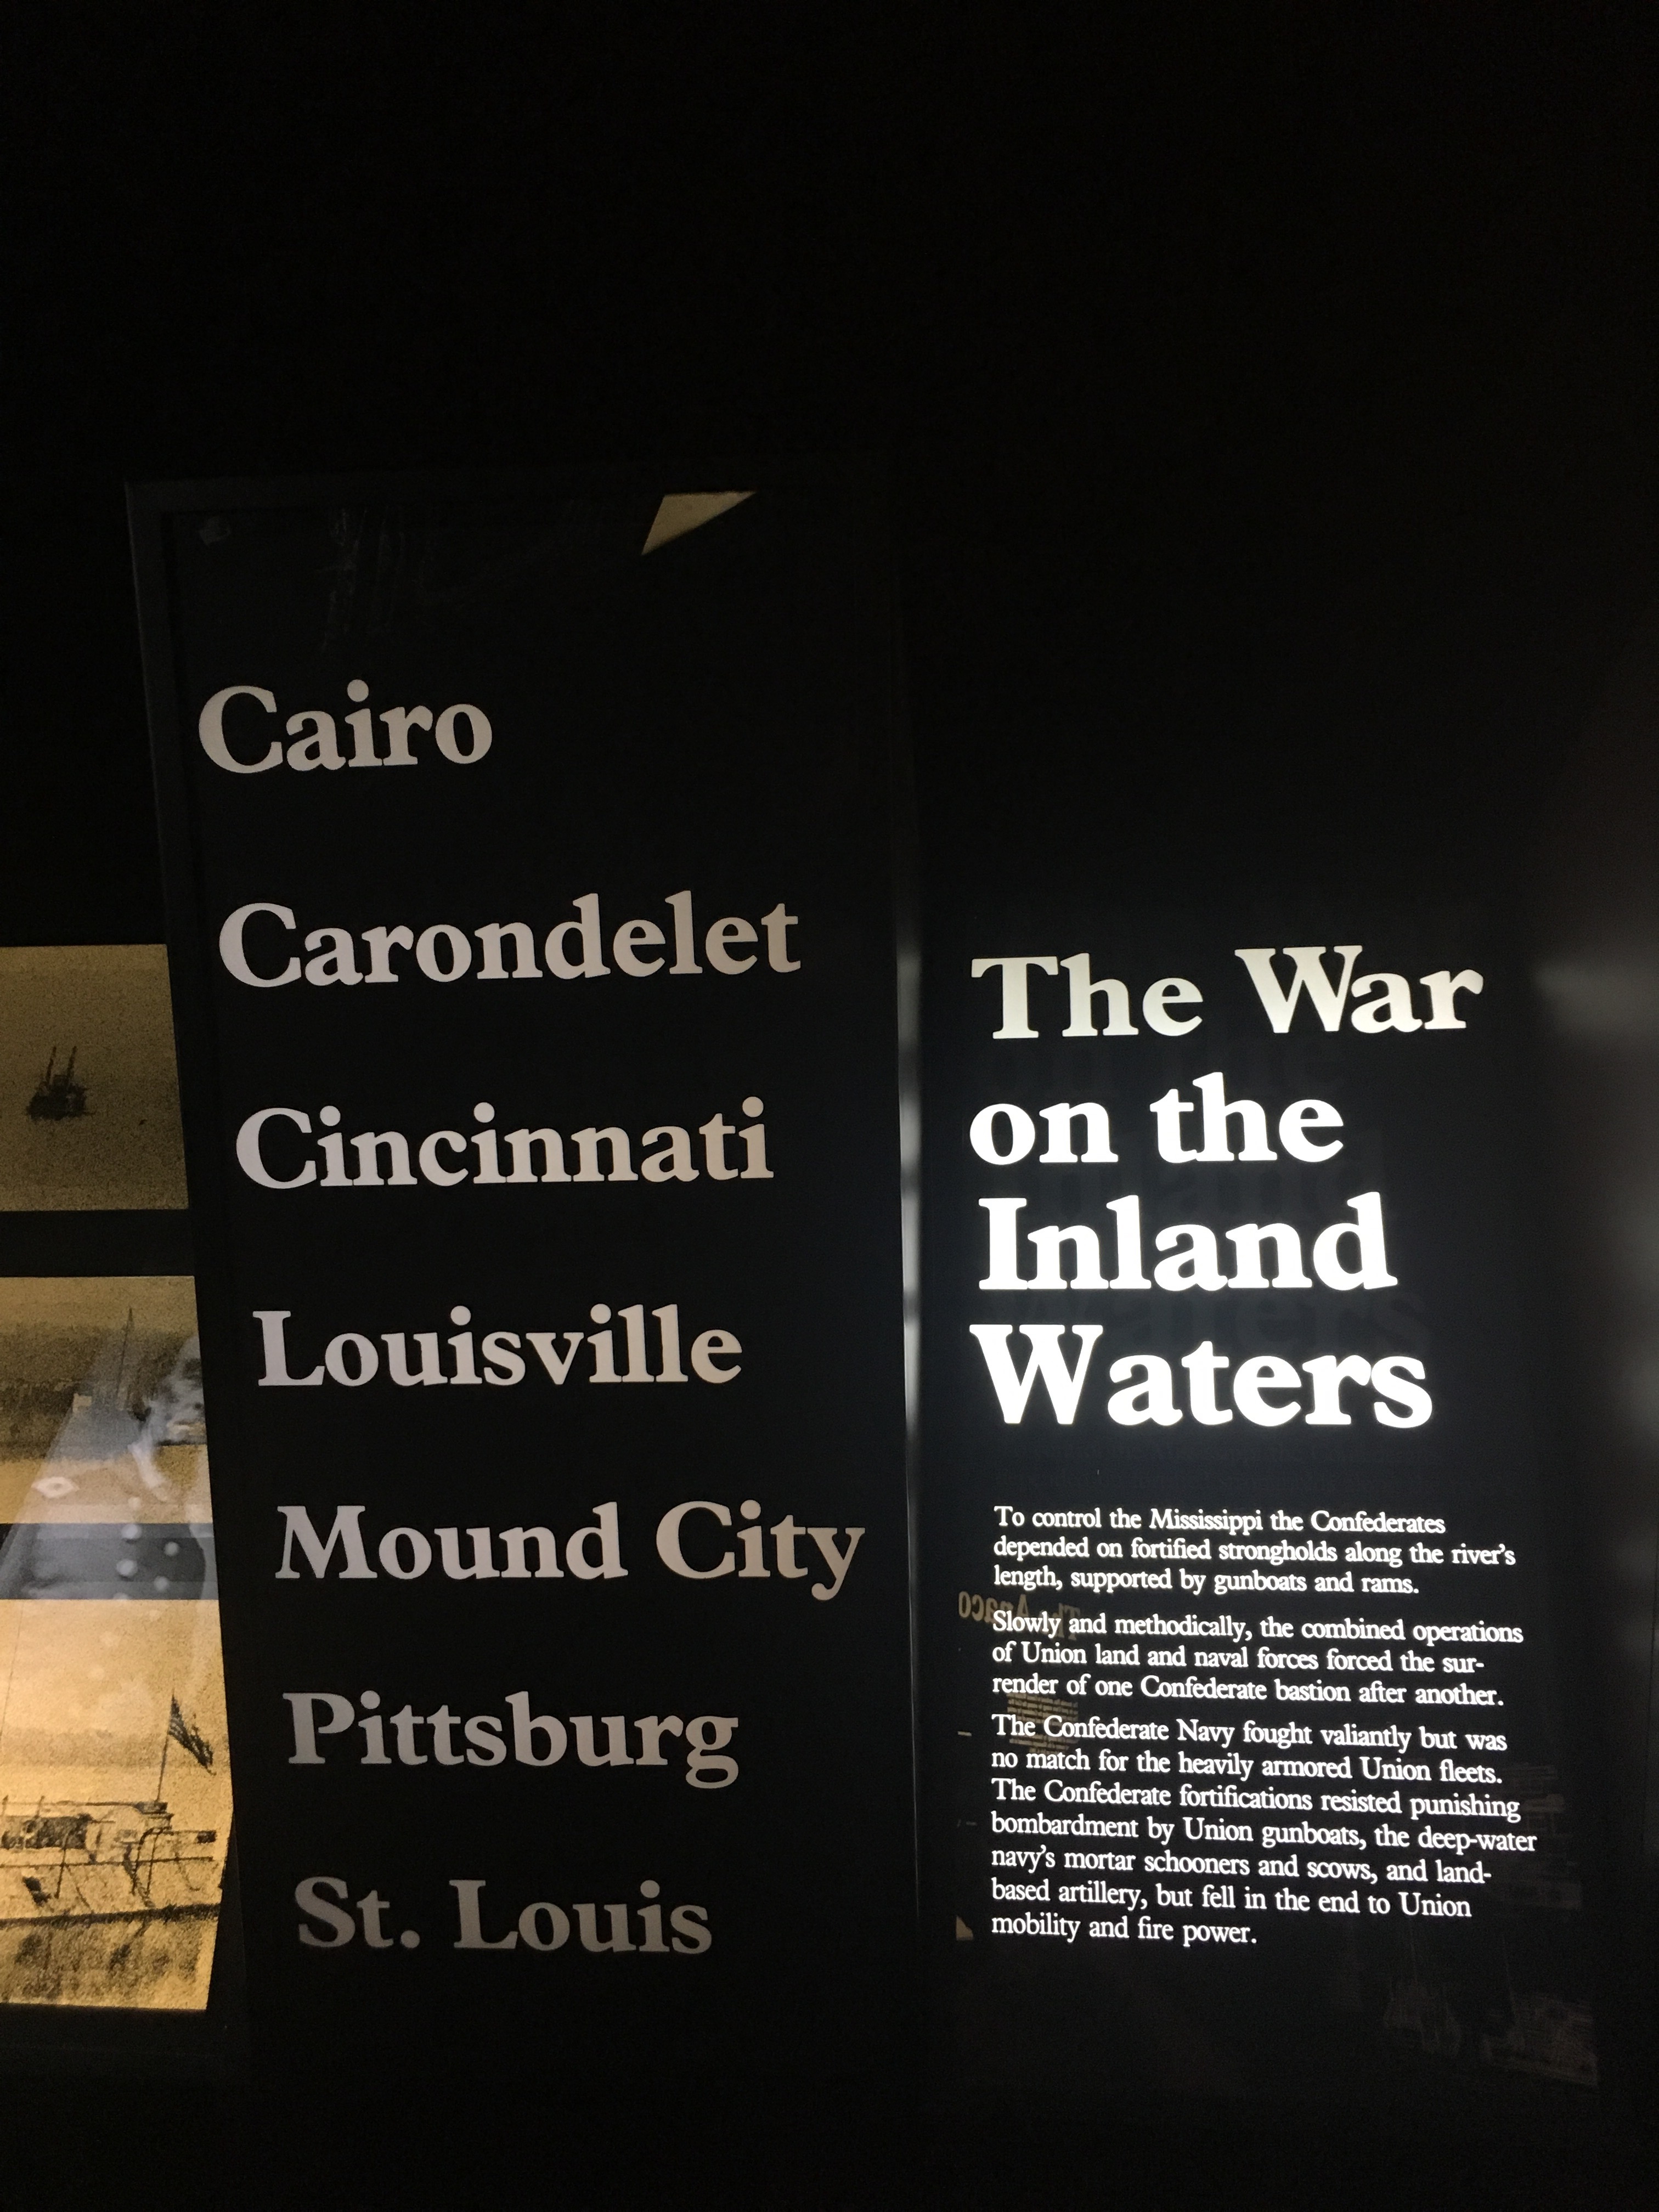 Cairo
Carondelet
Cincinnati
Louisville
Mound City
Pittsburg
St. Louis
The War
on the
Inland
Waters
To control the Mississippi the Confederates
depended on fortified strongholds along the river's
length, supported by gunboats and rams.
Slowly and methodically, the combined operations
of Union land and naval forces forced the sur-
render of one Confederate bastion after another.
The Confederate Navy fought valiantly but was
no match for the heavily armored Union fleets.
The Confederate fortifications resisted punishing
bombardment by Union gunboats, the deep-water
navy's mortar schooners and scows, and land-
based artillery, but fell in the end to Union
mobility and fire power.